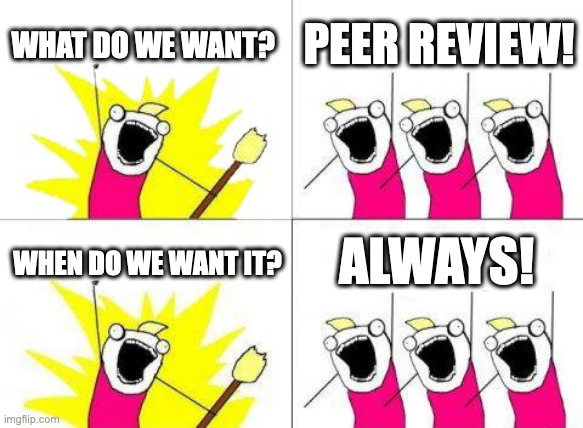 WHAT DO WE WANT?
PEER REVIEW!
WHEN DO WE WANT IT?
ALWAYS!
imgflip.com